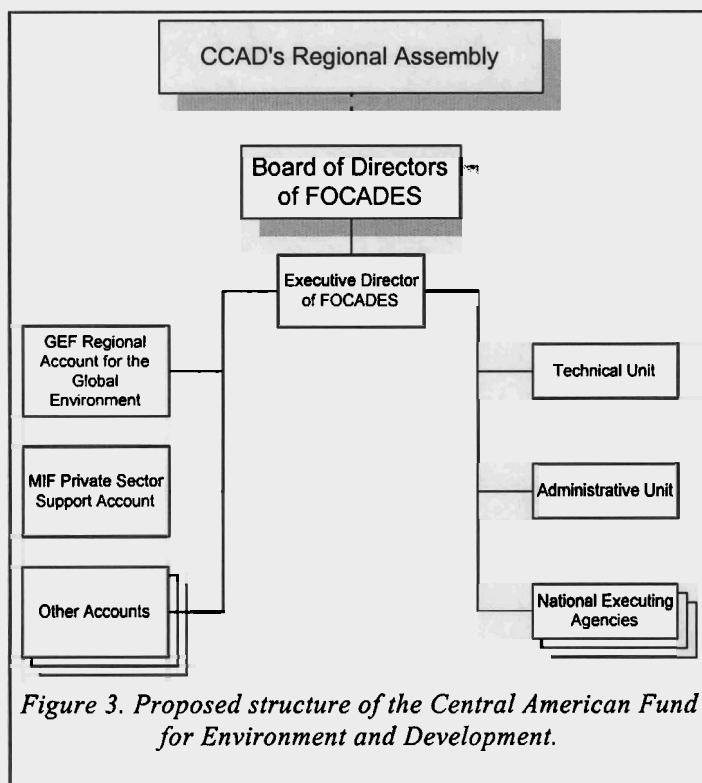 CCAD's Regional Assembly
Board of Directors
of FOCADES
Executive Director
of FOCADES
GEF Regional
Account for the
Global
Environment
Technical Unit
MIF Private Sector
Support Account
Administrative Unit
Other Accounts
National Executing
Agencies
Figure 3. Proposed structure of the Central American Fund
for Environment and Development.